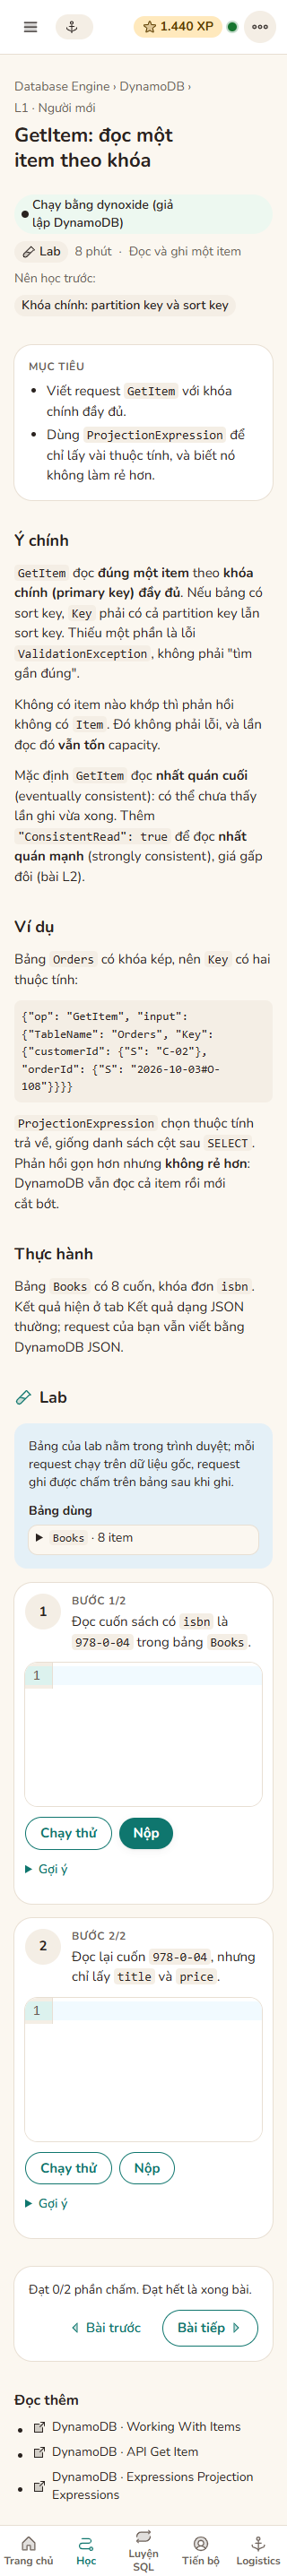 1.440 XP
Database Engine › DynamoDB ›
L1 · Người mới
GetItem: đọc một
item theo khóa
Chạy bằng dynoxide (giả
lập DynamoDB)
Lab 8 phút · Đọc và ghi một item
Nên học trước:
Khóa chính: partition key và sort key
MỤC TIÊU
• Viết request GetItem với khóa
chính đầy đủ.
• Dùng ProjectionExpression để
chỉ lấy vài thuộc tính, và biết nó
không làm rẻ hơn.
Ý chính
GetItem đọc đúng một item theo khóa
chính (primary key) đầy đủ. Nếu bảng có
sort key, Key phải có cả partition key lẫn
sort key. Thiếu một phần là lỗi
ValidationException, không phải "tìm
gần đúng".
Không có item nào khớp thì phản hồi
không có Item. Đó không phải lỗi, và lần
đọc đó vẫn tốn capacity.
Mặc định GetItem đọc nhất quán cuối
(eventually consistent): có thể chưa thấy
lần ghi vừa xong. Thêm
"ConsistentRead": true để đọc nhất
quán mạnh (strongly consistent), giá gấp
đôi (bài L2).
Ví dụ
Bảng Orders có khóa kép, nên Key có hai
thuộc tính:
{"op": "GetItem", "input":
{"TableName": "Orders", "Key":
{"customerId": {"S": "C-02"},
"orderId": {"S": "2026-10-03#O-
108"}}}}
ProjectionExpression chọn thuộc tính
trả về, giống danh sách cột sau SELECT.
Phản hồi gọn hơn nhưng không rẻ hơn:
DynamoDB vẫn đọc cả item rồi mới
cắt bớt.
Thực hành
Bảng Books có 8 cuốn, khóa đơn isbn.
Kết quả hiện ở tab Kết quả dạng JSON
thường; request của bạn vẫn viết bằng
DynamoDB JSON.
Lab
Bảng của lab nằm trong trình duyệt; mỗi
request chạy trên dữ liệu gốc, request
ghi được chấm trên bảng sau khi ghi.
Bảng dùng
Books · 8 item
1 BƯỚC 1/2
Đọc cuốn sách có isbn là
978-0-04 trong bảng Books.
1
Chạy thử Nộp
Gợi ý
2 BƯỚC 2/2
Đọc lại cuốn 978-0-04, nhưng
chỉ lấy title và price.
1
Chạy thử Nộp
Gợi ý
Đạt 0/2 phần chấm. Đạt hết là xong bài.
Bài trước Bài tiếp
Đọc thêm
• DynamoDB · Working With Items
• DynamoDB · API Get Item
• DynamoDB · Expressions Projection
Expressions
Trang chủ Học Luyện SQL Tiến bộ Logistics